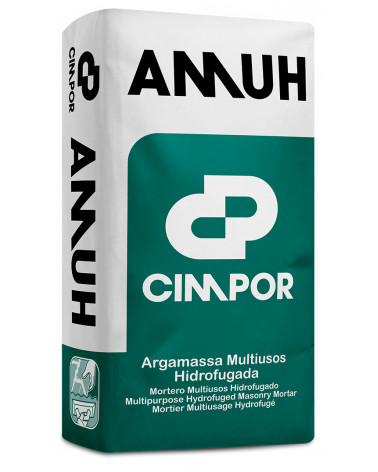 AMUH
CIMPOR
Argamassa Multiusos
Hidrofugada
Mortero Multiusos Hidrofugado
Multipurpose Hydrofuged Masonry Mortar
Mortier Multiusage Hydrofugé
CIMPOR
AMUH